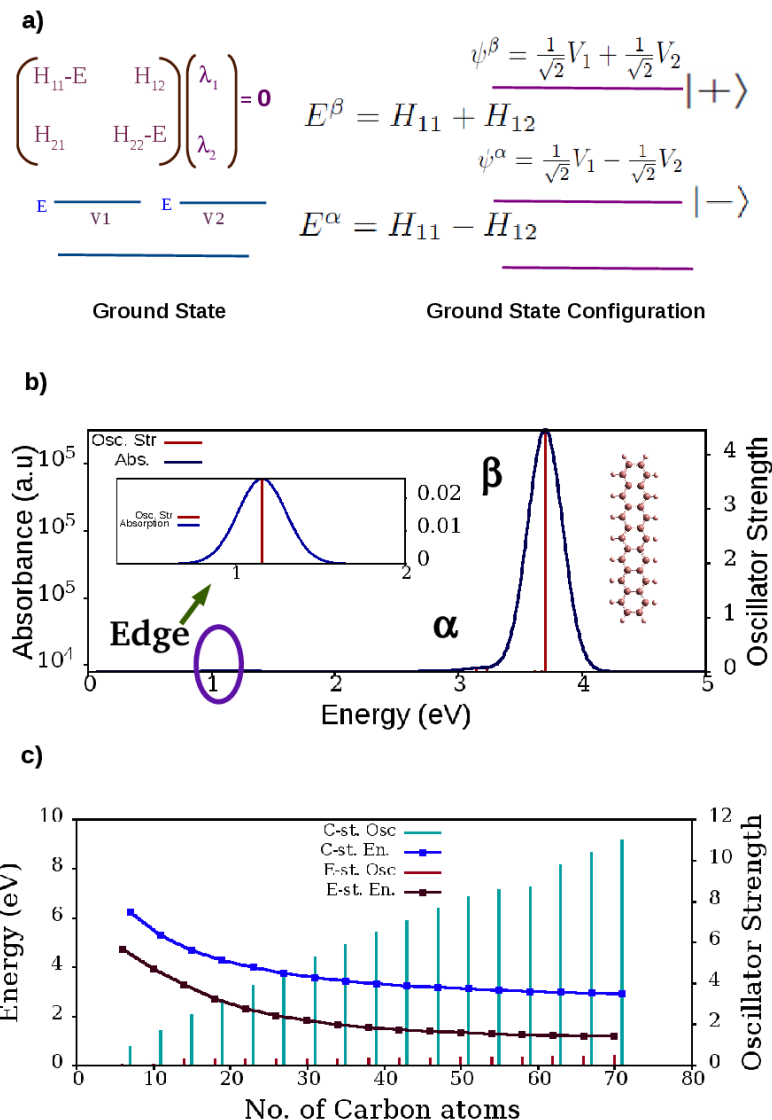 a)
H₁₁-E H₁₂ λ₁
= 0
H₂₁ H₂₂-E λ₂
E V1 E V2
Ground State
ψ^β = 1/√2 V₁ + 1/√2 V₂
|+⟩
E^β = H₁₁ + H₁₂
ψ^α = 1/√2 V₁ − 1/√2 V₂
|−⟩
E^α = H₁₁ − H₁₂
Ground State Configuration
b)
Absorbance (a.u)
10⁵
10⁵
10⁵
10⁴
Osc. Str
Abs.
Osc. Str
Absorption
0.02
0.01
0
1 2
Edge
α
β
4
3
2
1
0
Oscillator Strength
0 1 2 3 4 5
Energy (eV)
c)
Energy (eV)
10
8
6
4
2
0
C-st. Osc
C-st. En.
E-st. Osc
E-st. En.
12
10
8
6
4
2
0
Oscillator Strength
0 10 20 30 40 50 60 70 80
No. of Carbon atoms